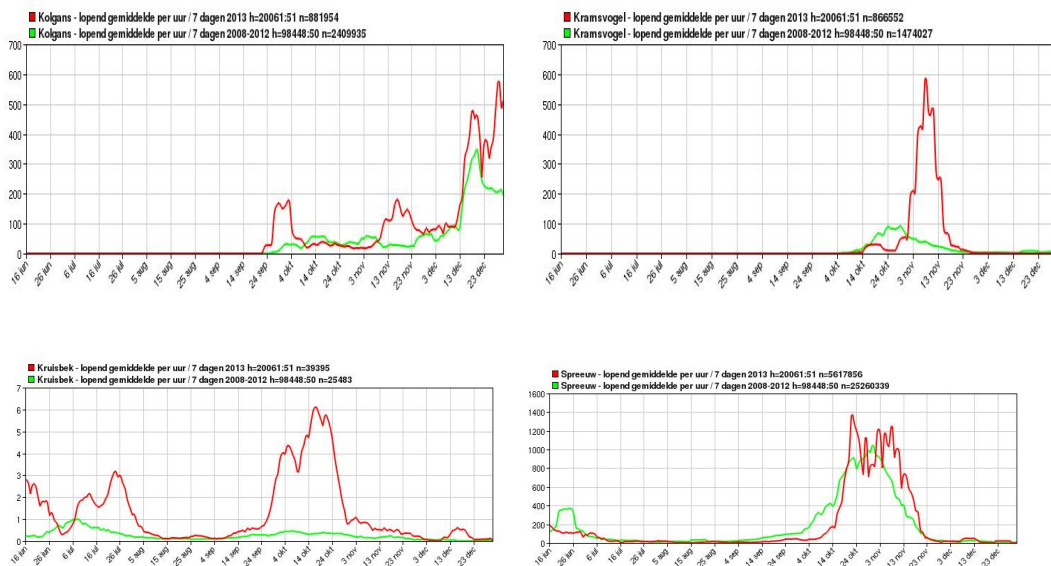 Kolgans - lopend gemiddelde per uur / 7 dagen 2013 h=20061:51 n=881954
Kolgans - lopend gemiddelde per uur / 7 dagen 2008-2012 h=98448:50 n=2409935
700
600
500
400
300
200
100
0
16 jun 26 jun 6 jul 16 jul 26 jul 5 aug 15 aug 25 aug 4 sep 14 sep 24 sep 4 okt 14 okt 24 okt 3 nov 13 nov 23 nov 3 dec 13 dec 23 dec
Kramsvogel - lopend gemiddelde per uur / 7 dagen 2013 h=20061:51 n=866552
Kramsvogel - lopend gemiddelde per uur / 7 dagen 2008-2012 h=98448:50 n=1474027
700
600
500
400
300
200
100
0
16 jun 26 jun 6 jul 16 jul 26 jul 5 aug 15 aug 25 aug 4 sep 14 sep 24 sep 4 okt 14 okt 24 okt 3 nov 13 nov 23 nov 3 dec 13 dec 23 dec
Kruisbek - lopend gemiddelde per uur / 7 dagen 2013 h=20061:51 n=39395
Kruisbek - lopend gemiddelde per uur / 7 dagen 2008-2012 h=98448:50 n=25483
7
6
5
4
3
2
1
0
16 jun 26 jun 6 jul 16 jul 26 jul 5 aug 15 aug 25 aug 4 sep 14 sep 24 sep 4 okt 14 okt 24 okt 3 nov 13 nov 23 nov 3 dec 13 dec 23 dec
Spreeuw - lopend gemiddelde per uur / 7 dagen 2013 h=20061:51 n=5617856
Spreeuw - lopend gemiddelde per uur / 7 dagen 2008-2012 h=98448:50 n=25260339
1600
1400
1200
1000
800
600
400
200
0
16 jun 26 jun 6 jul 16 jul 26 jul 5 aug 15 aug 25 aug 4 sep 14 sep 24 sep 4 okt 14 okt 24 okt 3 nov 13 nov 23 nov 3 dec 13 dec 23 dec